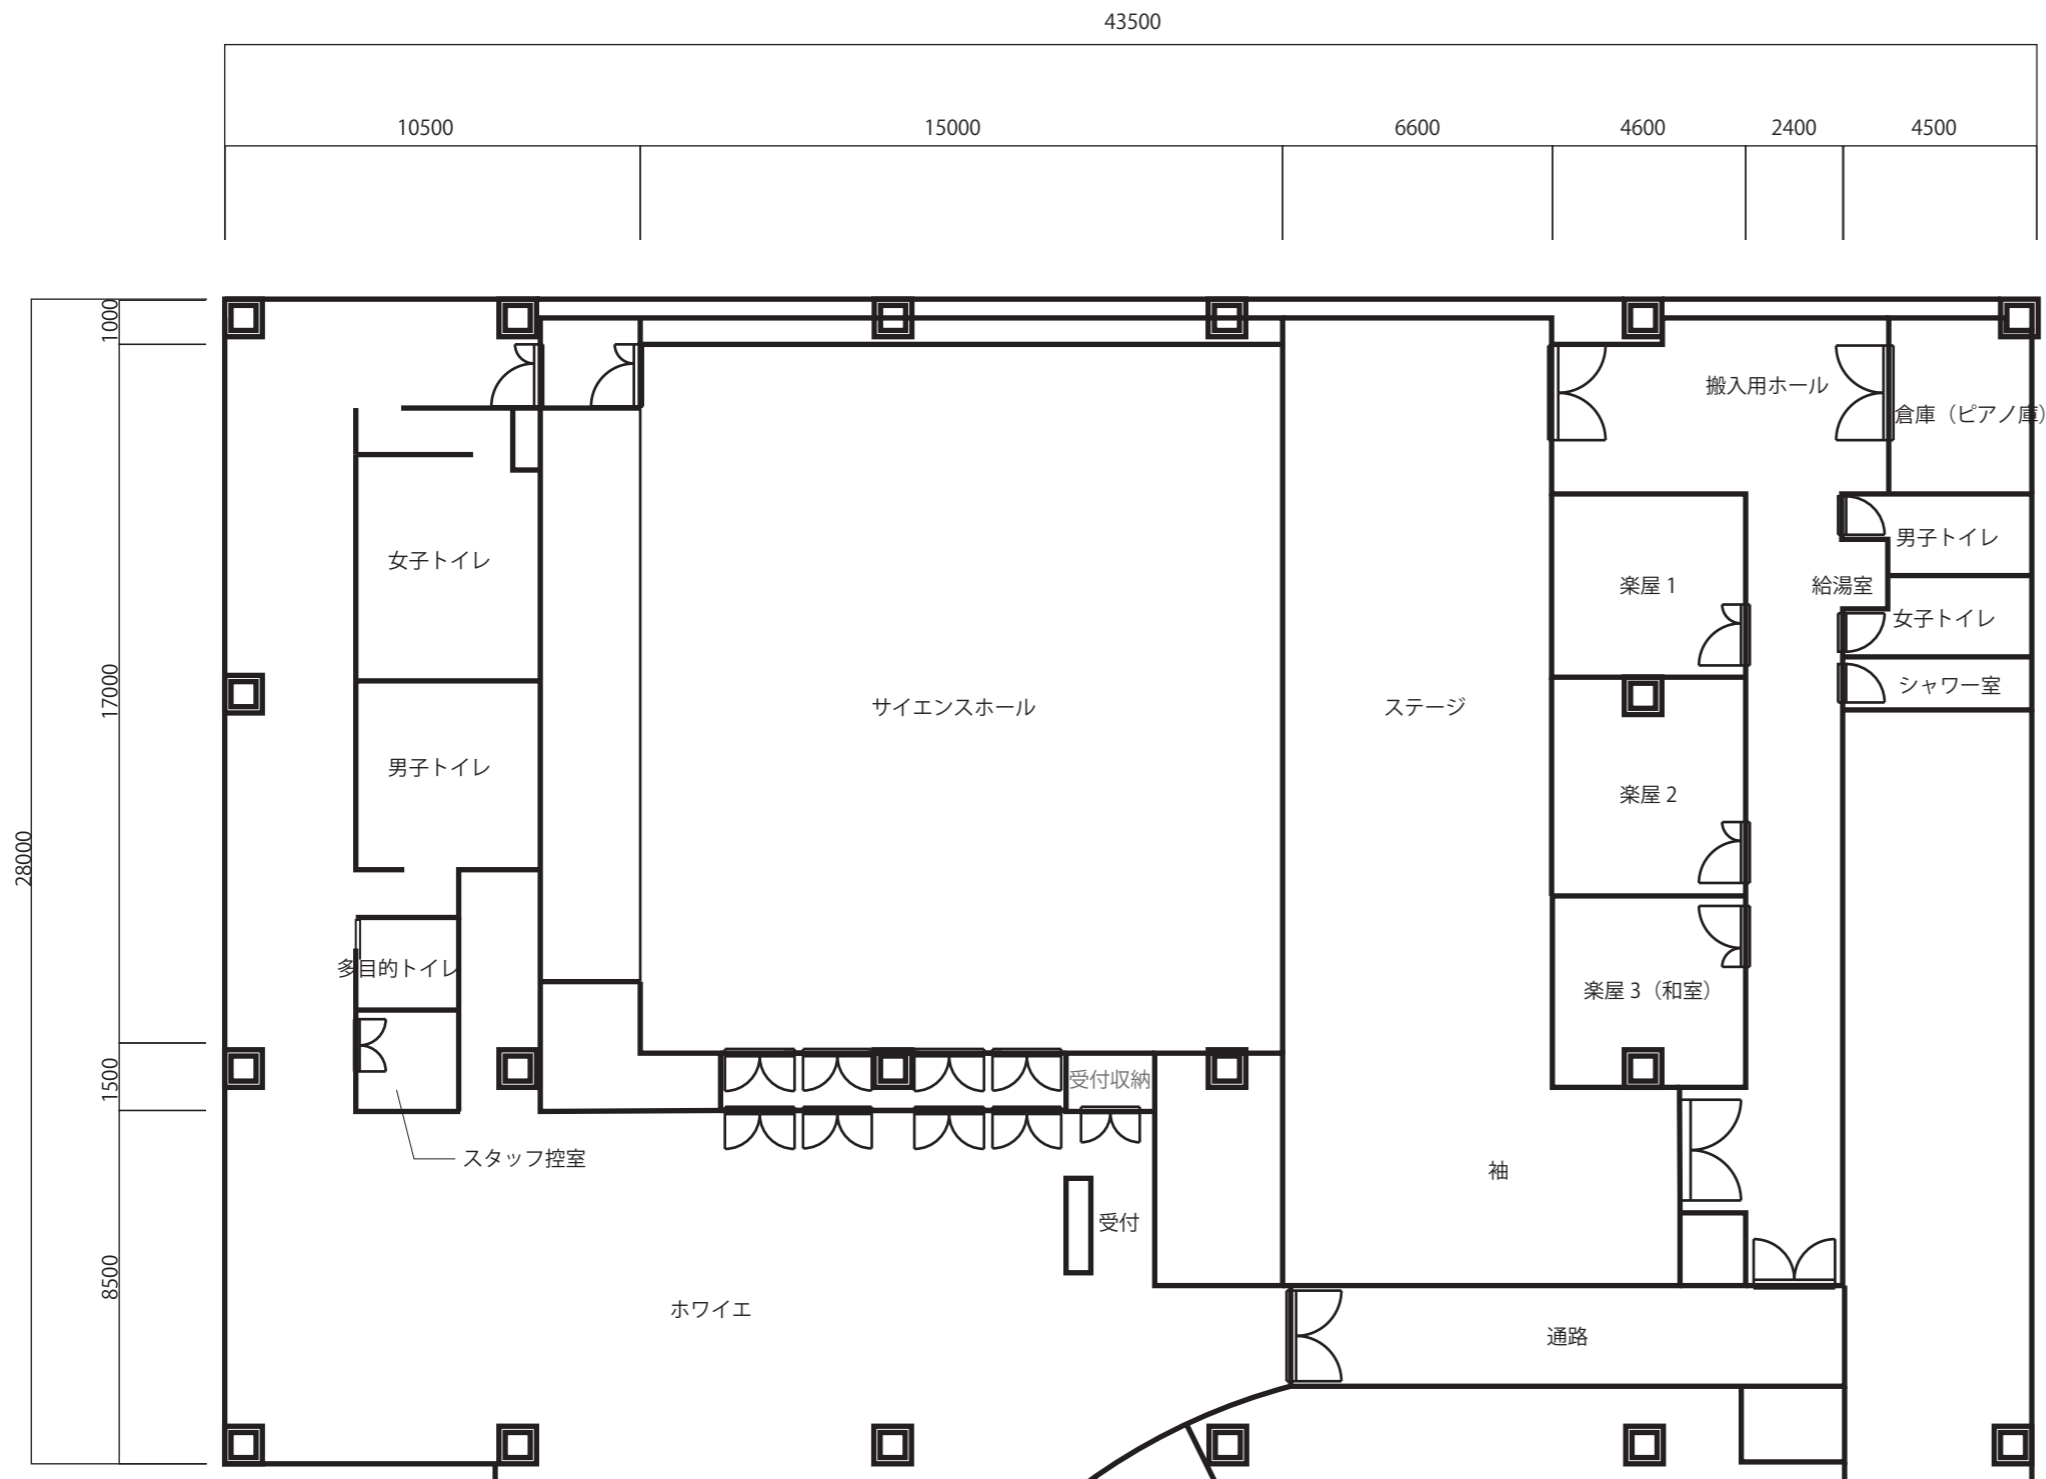 43500
10500
15000
6600
4600
2400
4500
1000
搬入用ホール
倉庫（ピアノ庫）
男子トイレ
女子トイレ
楽屋 1
給湯室
女子トイレ
シャワー室
17000
サイエンスホール
ステージ
男子トイレ
楽屋 2
28000
多目的トイレ
楽屋 3（和室）
1500
受付収納
スタッフ控室
袖
受付
8500
ホワイエ
通路